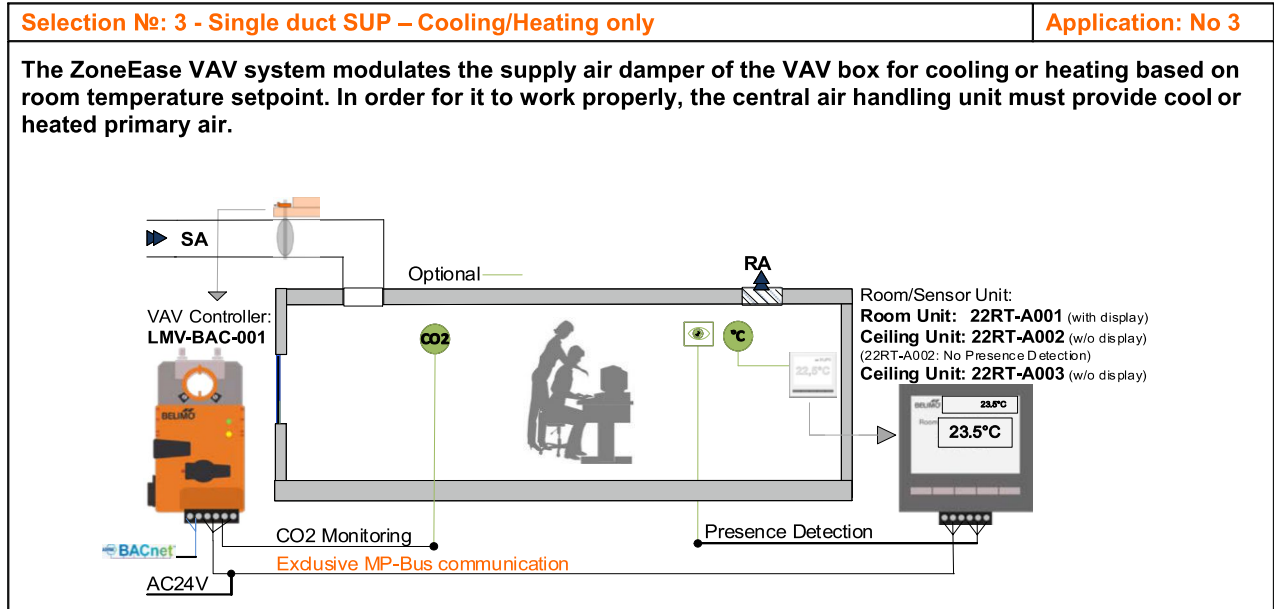 Selection №: 3 - Single duct SUP – Cooling/Heating only
Application: No 3
The ZoneEase VAV system modulates the supply air damper of the VAV box for cooling or heating based on
room temperature setpoint. In order for it to work properly, the central air handling unit must provide cool or
heated primary air.
SA
Optional
RA
VAV Controller:
LMV-BAC-001
BELIMO
CO2
°C
22,5°C
Room/Sensor Unit:
Room Unit: 22RT-A001 (with display)
Ceiling Unit: 22RT-A002 (w/o display)
(22RT-A002: No Presence Detection)
Ceiling Unit: 22RT-A003 (w/o display)
BELIMO
23.5°C
Room
23.5°C
CO2 Monitoring
Presence Detection
BACnet
Exclusive MP-Bus communication
AC24V